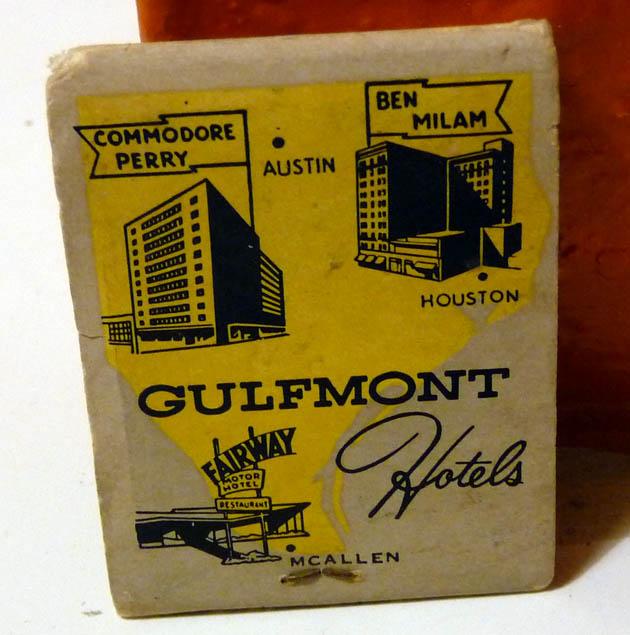 COMMODORE
PERRY
AUSTIN
BEN
MILAM
HOUSTON
GULFMONT
Hotels
FAIRWAY
MOTOR
HOTEL
RESTAURANT
MCALLEN